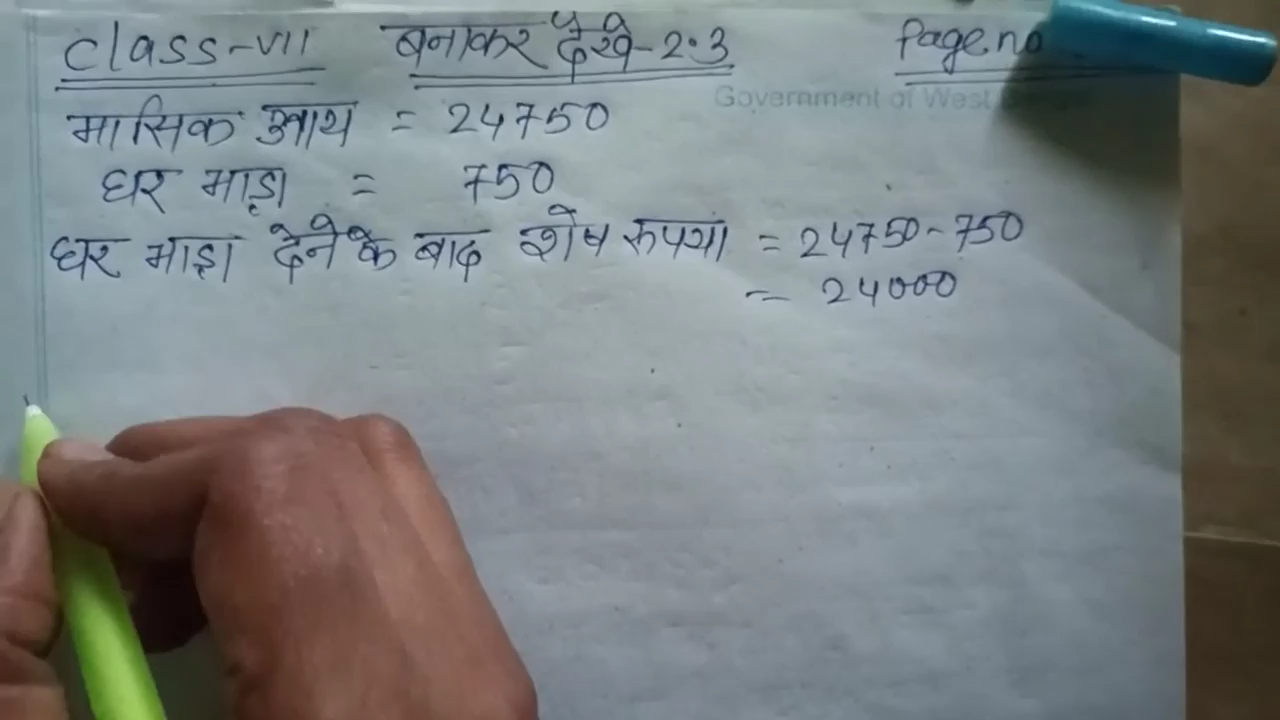 class-VII बनाकर देखें-2.3 Page no
Government of West
मासिक आय = 24750
घर भाड़ा = 750
घर भाड़ा देने के बाद शेष रूपया = 24750-750
= 24000